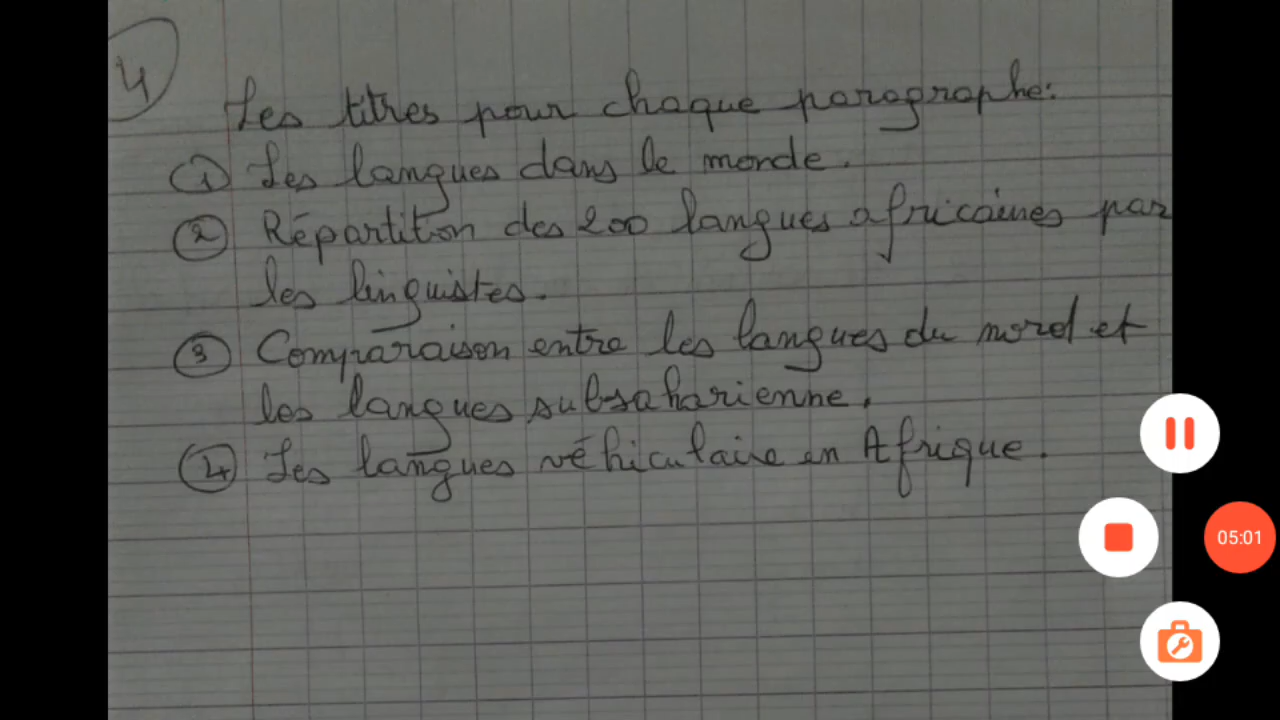 4
Les titres pour chaque paragraphe:
1 Les langues dans le monde.
2 Répartition des 200 langues africaines par
les linguistes.
3 Comparaison entre les langues du nord et
les langues subsaharienne.
4 Les langues véhiculaire en Afrique.
05:01